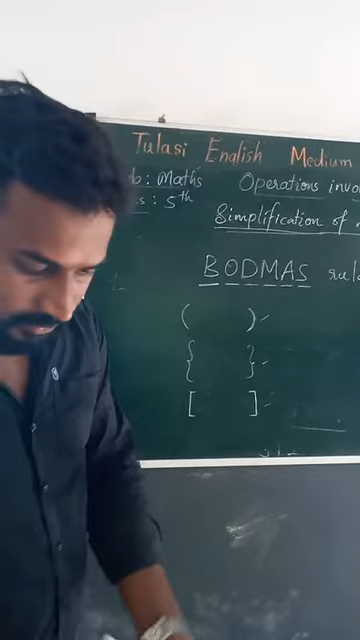 Tulasi English Medium
b : Maths
s : 5th
Operations invo
Simplification of
BODMAS rule
( )
{ }
[ ]